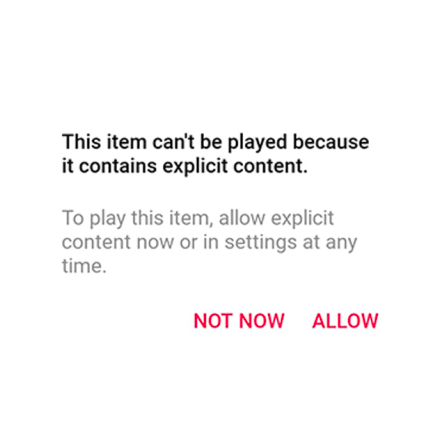 This item can't be played because
it contains explicit content.
To play this item, allow explicit
content now or in settings at any
time.
NOT NOW ALLOW